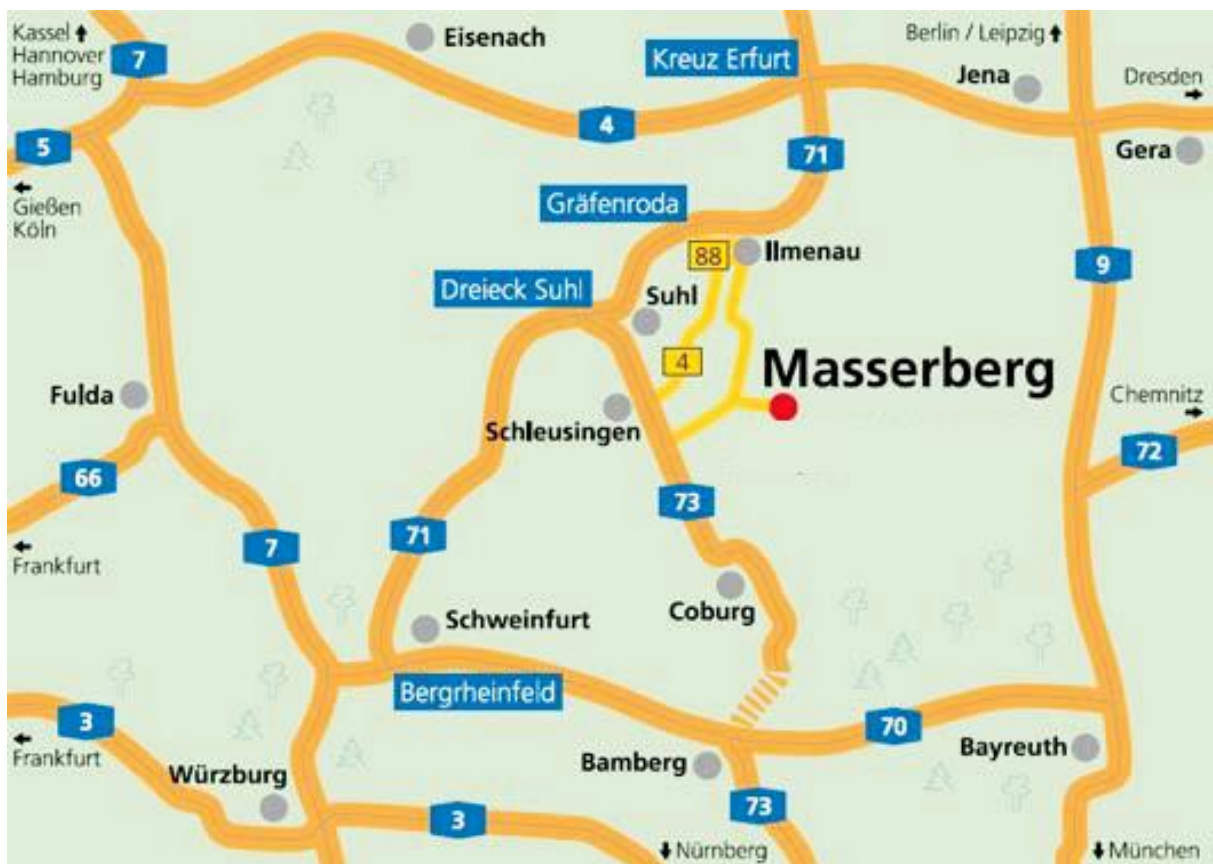 Kassel
Hannover
Hamburg
7
Eisenach
Kreuz Erfurt
Berlin / Leipzig
Jena
Dresden
5
4
71
Gera
Gießen
Köln
Gräfenroda
88
Ilmenau
9
Dreieck Suhl
Suhl
4
Masserberg
Fulda
Schleusingen
Chemnitz
72
66
73
71
7
Frankfurt
Coburg
Schweinfurt
Bergrheinfeld
3
70
Frankfurt
Würzburg
Bamberg
Bayreuth
73
3
Nürnberg
München